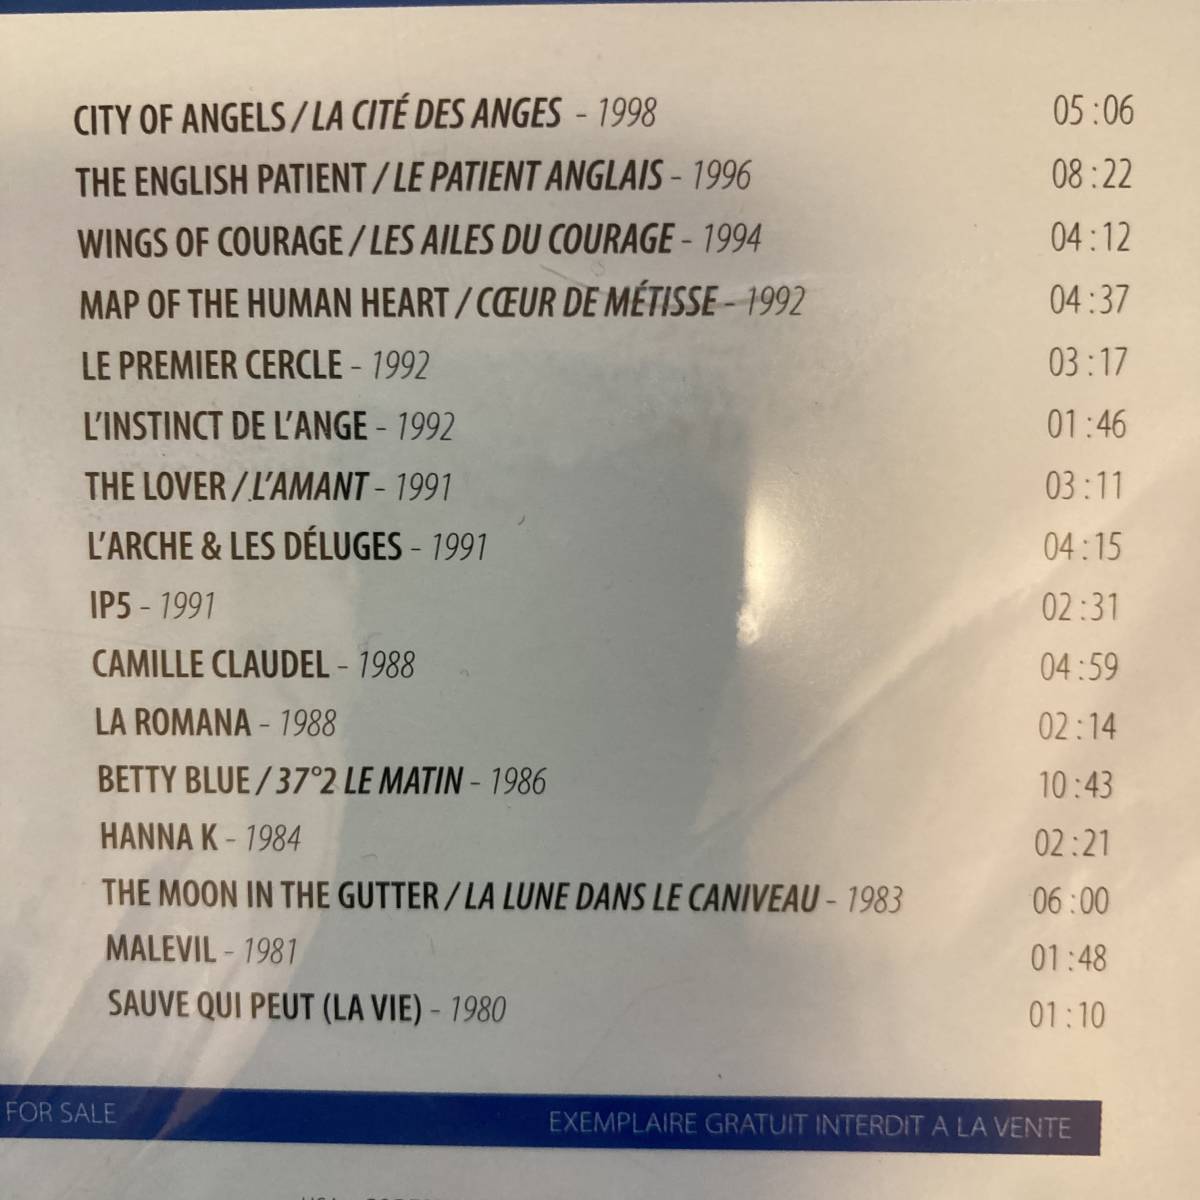 CITY OF ANGELS / LA CITÉ DES ANGES - 1998 05:06
THE ENGLISH PATIENT / LE PATIENT ANGLAIS - 1996 08:22
WINGS OF COURAGE / LES AILES DU COURAGE - 1994 04:12
MAP OF THE HUMAN HEART / CŒUR DE MÉTISSE - 1992 04:37
LE PREMIER CERCLE - 1992 03:17
L'INSTINCT DE L'ANGE - 1992 01:46
THE LOVER / L'AMANT - 1991 03:11
L'ARCHE & LES DÉLUGES - 1991 04:15
IP5 - 1991 02:31
CAMILLE CLAUDEL - 1988 04:59
LA ROMANA - 1988 02:14
BETTY BLUE / 37°2 LE MATIN - 1986 10:43
HANNA K - 1984 02:21
THE MOON IN THE GUTTER / LA LUNE DANS LE CANIVEAU - 1983 06:00
MALEVIL - 1981 01:48
SAUVE QUI PEUT (LA VIE) - 1980 01:10
FOR SALE EXEMPLAIRE GRATUIT INTERDIT A LA VENTE